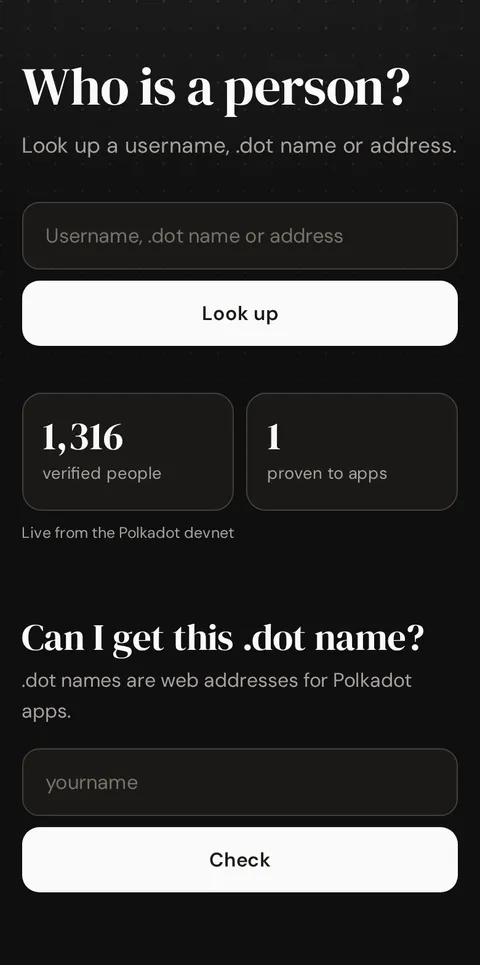 Who is a person?
Look up a username, .dot name or address.
Username, .dot name or address
Look up
1,316
verified people
1
proven to apps
Live from the Polkadot devnet
Can I get this .dot name?
.dot names are web addresses for Polkadot
apps.
yourname
Check